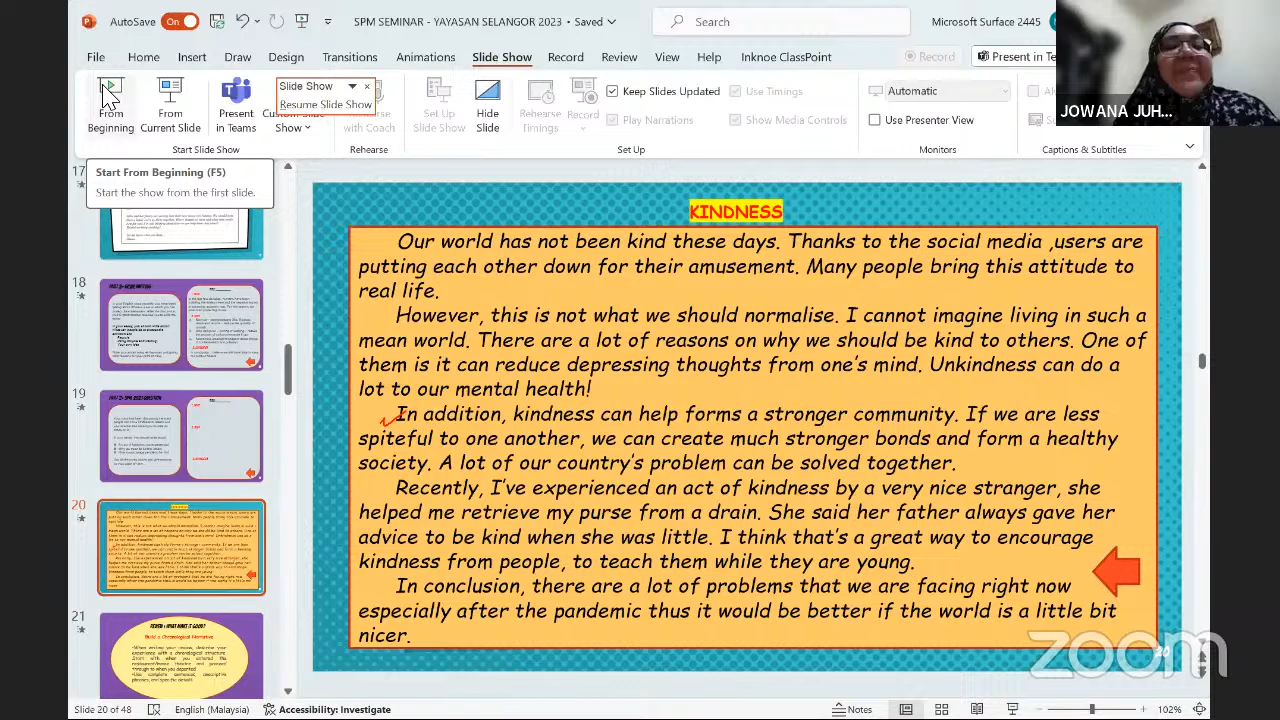 AutoSave On SPM SEMINAR - YAYASAN SELANGOR 2023 • Saved Search Microsoft Surface 2445
File Home Insert Draw Design Transitions Animations Slide Show Record Review View Help Inknoe ClassPoint Record Present in Te
JOWANA JUH...
From Beginning
From Current Slide
Present in Teams
Slide Show
Resume Slide Show
Show
with Coach
Set Up Slide Show
Hide Slide
Rehearse Timings
Record
Keep Slides Updated
Play Narrations
Use Timings
Show Media Controls
Automatic
Use Presenter View
Start Slide Show Rehearse Set Up Monitors Captions & Subtitles
Start From Beginning (F5)
Start the show from the first slide.
17
18
19
20
21
KINDNESS
Our world has not been kind these days. Thanks to the social media ,users are
putting each other down for their amusement. Many people bring this attitude to
real life.
However, this is not what we should normalise. I cannot imagine living in such a
mean world. There are a lot of reasons on why we should be kind to others. One of
them is it can reduce depressing thoughts from one's mind. Unkindness can do a
lot to our mental health!
In addition, kindness can help forms a stronger community. If we are less
spiteful to one another, we can create much stronger bonds and form a healthy
society. A lot of our country's problem can be solved together.
Recently, I've experienced an act of kindness by a very nice stranger, she
helped me retrieve my purse from a drain. She said her father always gave her
advice to be kind when she was little. I think that's a great way to encourage
kindness from people, to teach them while they are young.
In conclusion, there are a lot of problems that we are facing right now
especially after the pandemic thus it would be better if the world is a little bit
nicer.
20
zoom
Build a Chronological Narrative
Slide 20 of 48 English (Malaysia) Accessibility: Investigate Notes 102%